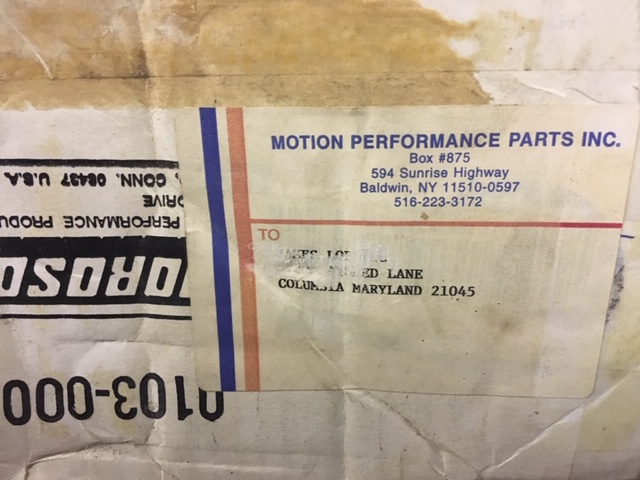 MOTION PERFORMANCE PARTS INC.
Box #875
594 Sunrise Highway
Baldwin, NY 11510-0597
516-223-3172
TO
LANE
COLUMBIA MARYLAND 21045
0103-000
OROSO
PERFORMANCE PRODU
DRIVE
, CONN. 06437 U.S.A.